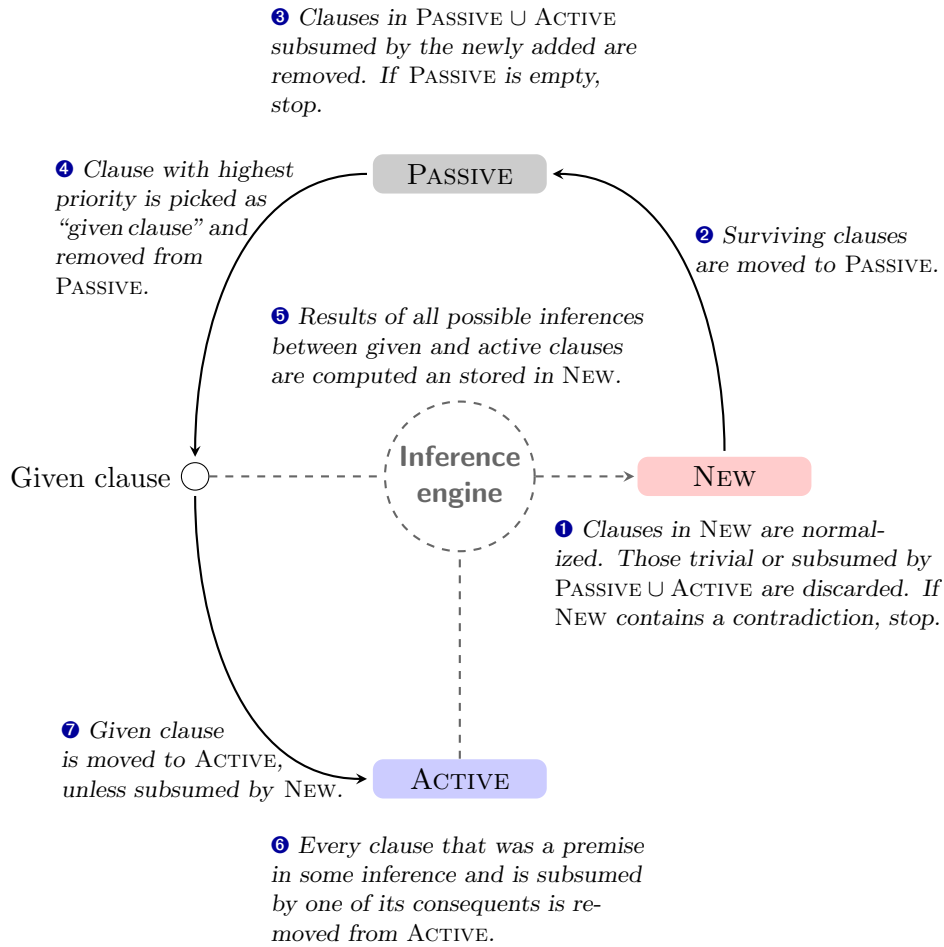 ❸ Clauses in PASSIVE ∪ ACTIVE
subsumed by the newly added are
removed. If PASSIVE is empty,
stop.
PASSIVE
❹ Clause with highest
priority is picked as
“given clause” and
removed from
PASSIVE.
❷ Surviving clauses
are moved to PASSIVE.
❺ Results of all possible inferences
between given and active clauses
are computed an stored in NEW.
Given clause
Inference
engine
NEW
❶ Clauses in NEW are normal-
ized. Those trivial or subsumed by
PASSIVE ∪ ACTIVE are discarded. If
NEW contains a contradiction, stop.
❼ Given clause
is moved to ACTIVE,
unless subsumed by NEW.
ACTIVE
❻ Every clause that was a premise
in some inference and is subsumed
by one of its consequents is re-
moved from ACTIVE.